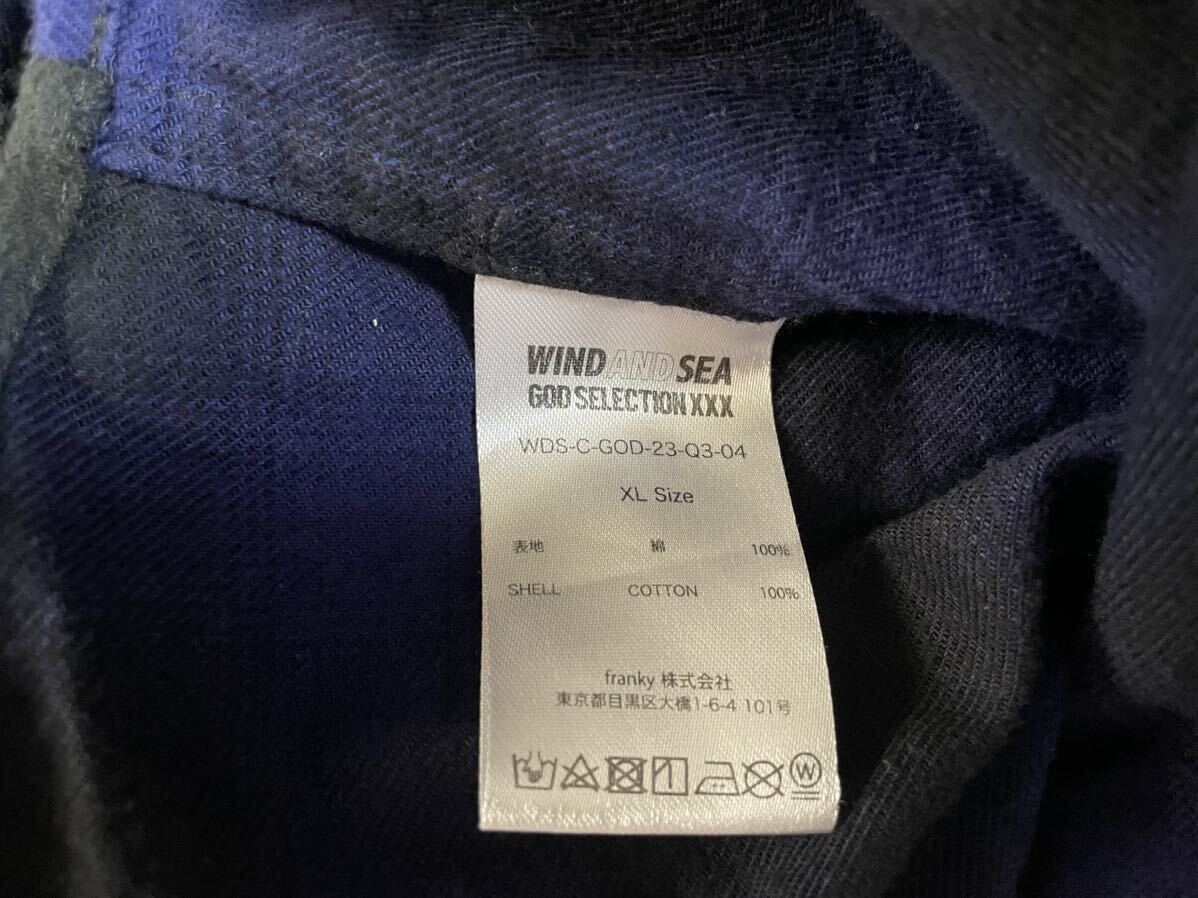 WIND AND SEA
GOD SELECTION XXX
WDS-C-GOD-23-Q3-04
XL Size
表地 綿 100%
SHELL COTTON 100%
franky 株式会社
東京都目黒区大橋1-6-4 101号
W